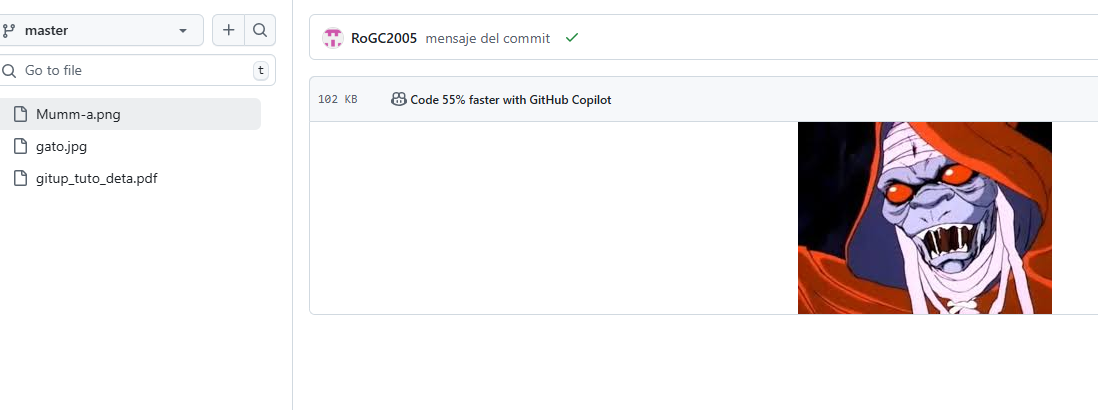 master
Go to file
t
Mumm-a.png
gato.jpg
gitup_tuto_deta.pdf
RoGC2005 mensaje del commit
102 KB
Code 55% faster with GitHub Copilot